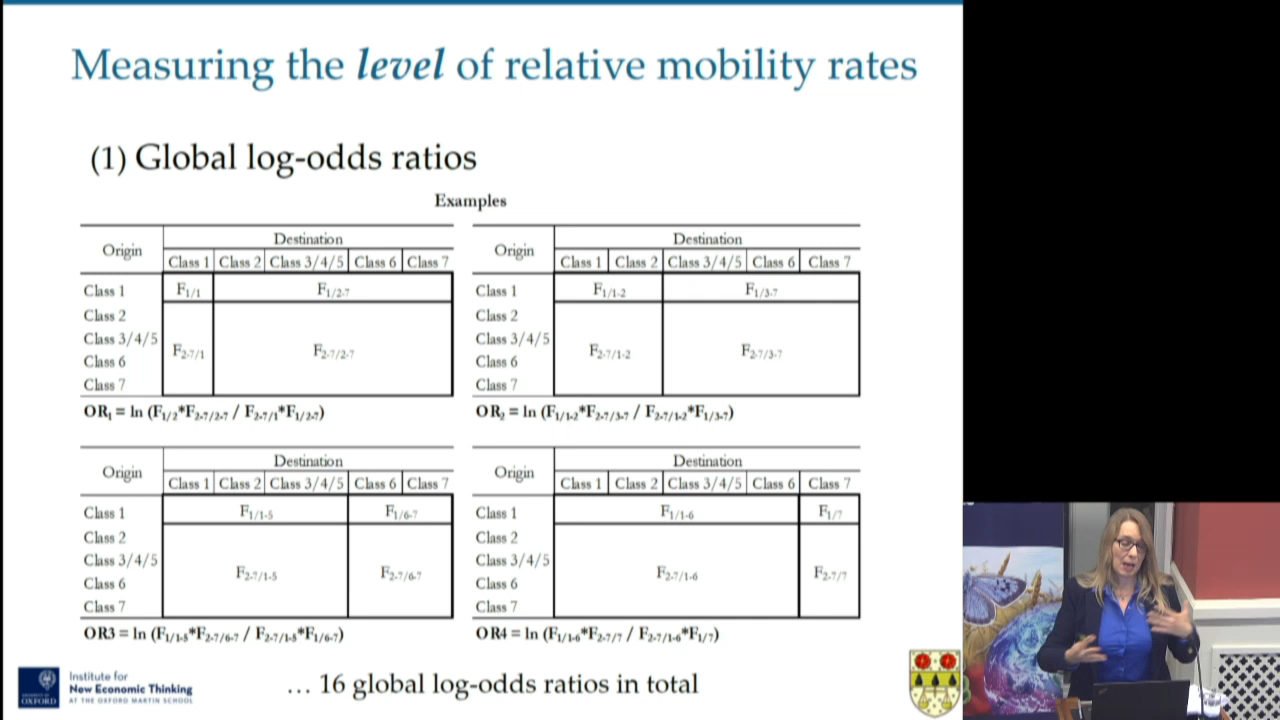 Measuring the level of relative mobility rates
(1) Global log-odds ratios
Examples
Origin Destination
Class 1 Class 2 Class 3/4/5 Class 6 Class 7
Class 1 F1/1 F1/2-7
Class 2
Class 3/4/5
F2-7/1 F2-7/2-7
Class 6
Class 7
OR1 = ln (F1/2*F2-7/2-7 / F2-7/1*F1/2-7)
Origin Destination
Class 1 Class 2 Class 3/4/5 Class 6 Class 7
Class 1 F1/1-2 F1/3-7
Class 2
Class 3/4/5
F2-7/1-2 F2-7/3-7
Class 6
Class 7
OR2 = ln (F1/1-2*F2-7/3-7 / F2-7/1-2*F1/3-7)
Origin Destination
Class 1 Class 2 Class 3/4/5 Class 6 Class 7
Class 1 F1/1-5 F1/6-7
Class 2
Class 3/4/5
F2-7/1-5 F2-7/6-7
Class 6
Class 7
OR3 = ln (F1/1-5*F2-7/6-7 / F2-7/1-5*F1/6-7)
Origin Destination
Class 1 Class 2 Class 3/4/5 Class 6 Class 7
Class 1 F1/1-6 F1/7
Class 2
Class 3/4/5
F2-7/1-6 F2-7/7
Class 6
Class 7
OR4 = ln (F1/1-6*F2-7/7 / F2-7/1-6*F1/7)
… 16 global log-odds ratios in total
UNIVERSITY OF
OXFORD
Institute for
New Economic Thinking
AT THE OXFORD MARTIN SCHOOL